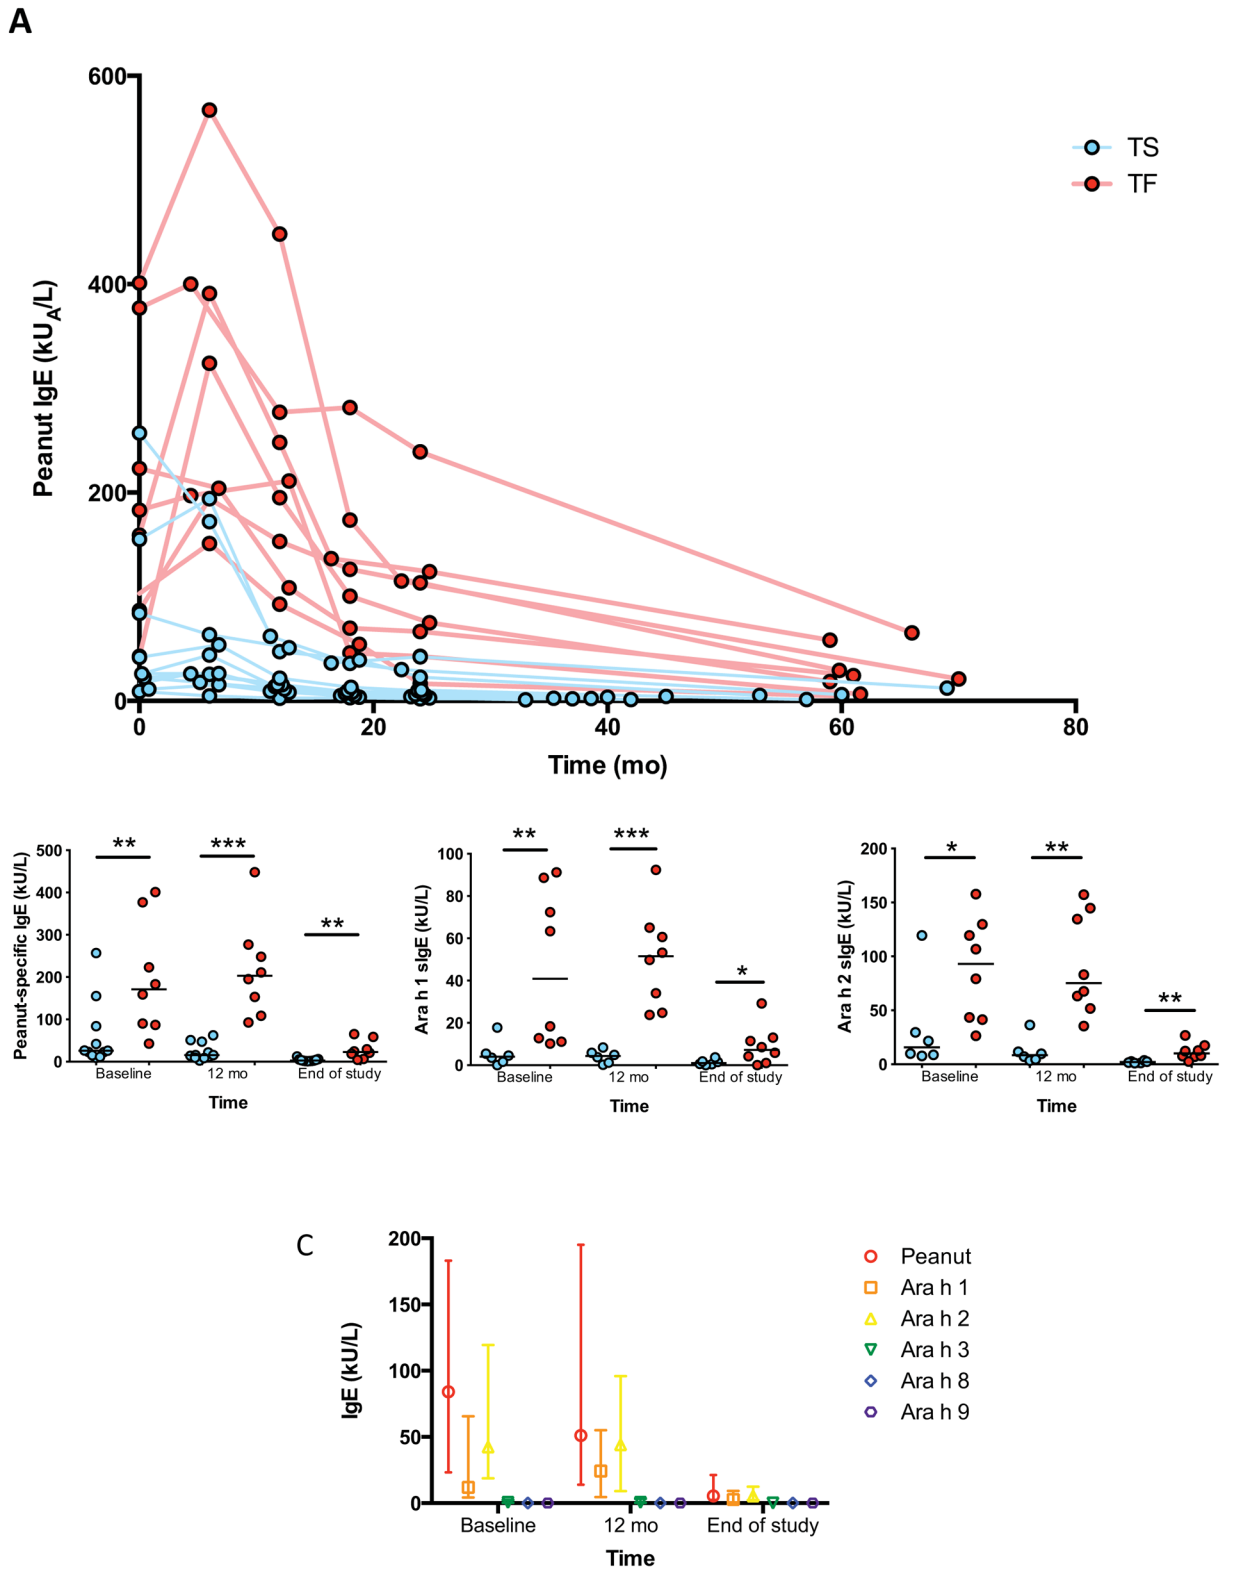 A
600
400
200
0
0 20 40 60 80
Peanut IgE (kU_A/L)
Time (mo)
TS
TF
** *** **
500
400
300
200
100
0
Peanut-specific IgE (kU/L)
Baseline 12 mo End of study
Time
** *** *
100
80
60
40
20
0
Ara h 1 sIgE (kU/L)
Baseline 12 mo End of study
Time
* ** **
200
150
100
50
0
Ara h 2 sIgE (kU/L)
Baseline 12 mo End of study
Time
C
200
150
100
50
0
IgE (kU/L)
Baseline 12 mo End of study
Time
Peanut
Ara h 1
Ara h 2
Ara h 3
Ara h 8
Ara h 9